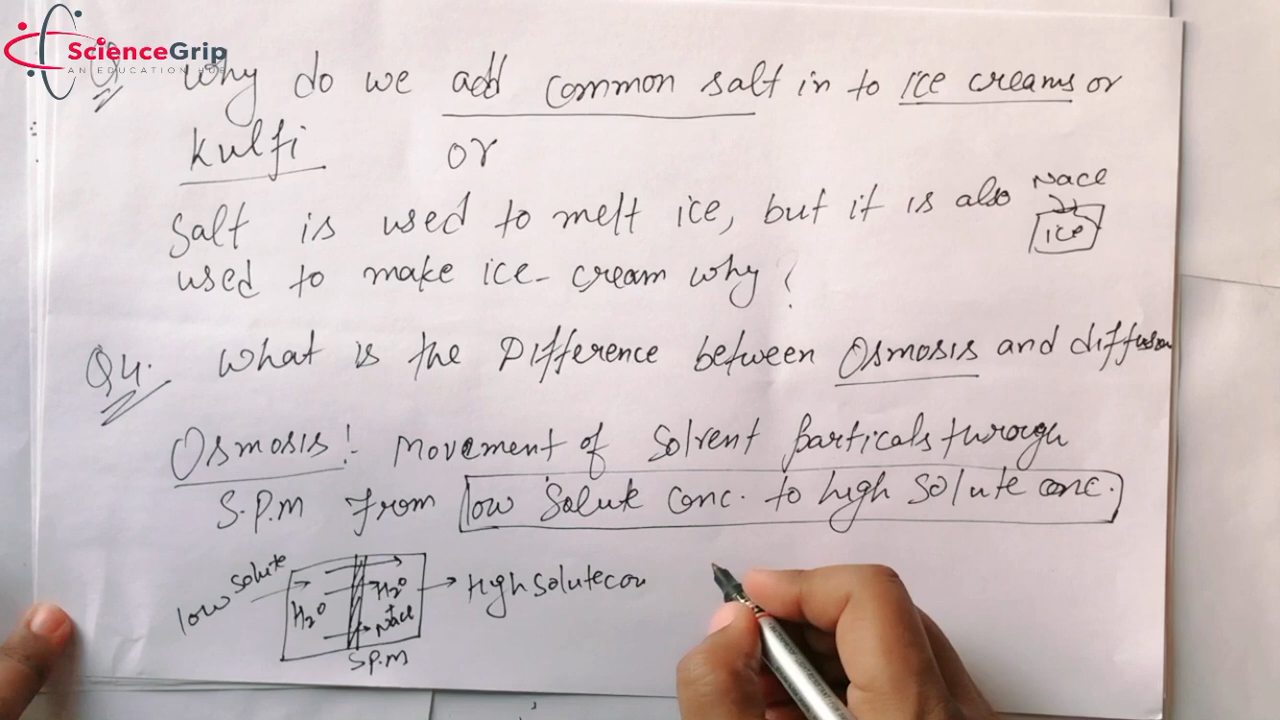 ScienceGrip
AN EDUCATION HUB
Q Why do we add common salt in to ice creams or
kulfi or
Salt is used to melt ice, but it is also
Nacl
ice
used to make ice-cream why?
Q4. What is the Difference between Osmosis and diffusion
Osmosis:- Movement of Solvent particals through
S.P.M From low Solute Conc. to high Solute conc.
low solute
H2O
H2O
+
Nacl
High solute con
S.P.M